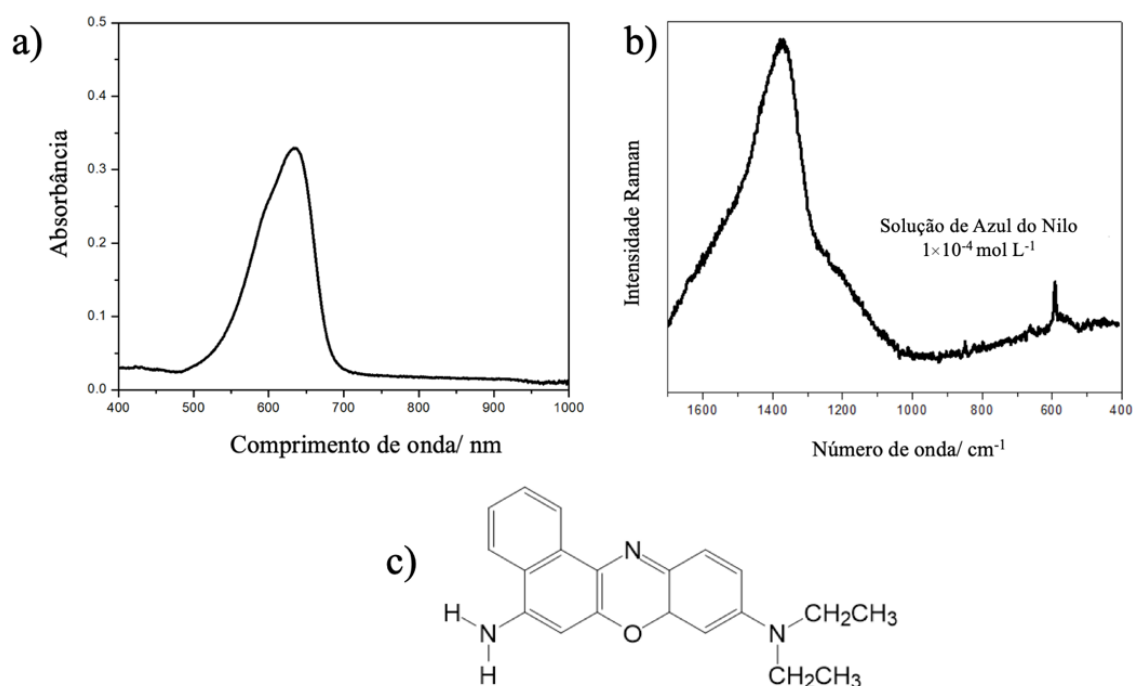 a)
0.5
0.4
0.3
0.2
0.1
0.0
Absorbância
400 500 600 700 800 900 1000
Comprimento de onda/ nm
b)
Intensidade Raman
Solução de Azul do Nilo
1×10⁻⁴ mol L⁻¹
1600 1400 1200 1000 800 600 400
Número de onda/ cm⁻¹
c)
N
H
N
H
O
N
CH2CH3
CH2CH3